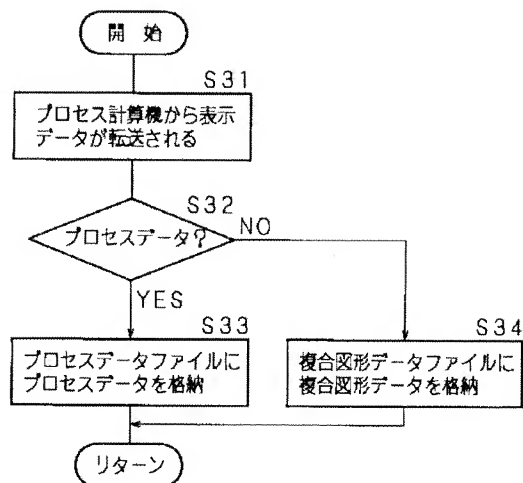 開 始
S31
プロセス計算機から表示
データが転送される
S32
プロセスデータ?
NO
YES
S33
プロセスデータファイルに
プロセスデータを格納
S34
複合図形データファイルに
複合図形データを格納
リターン